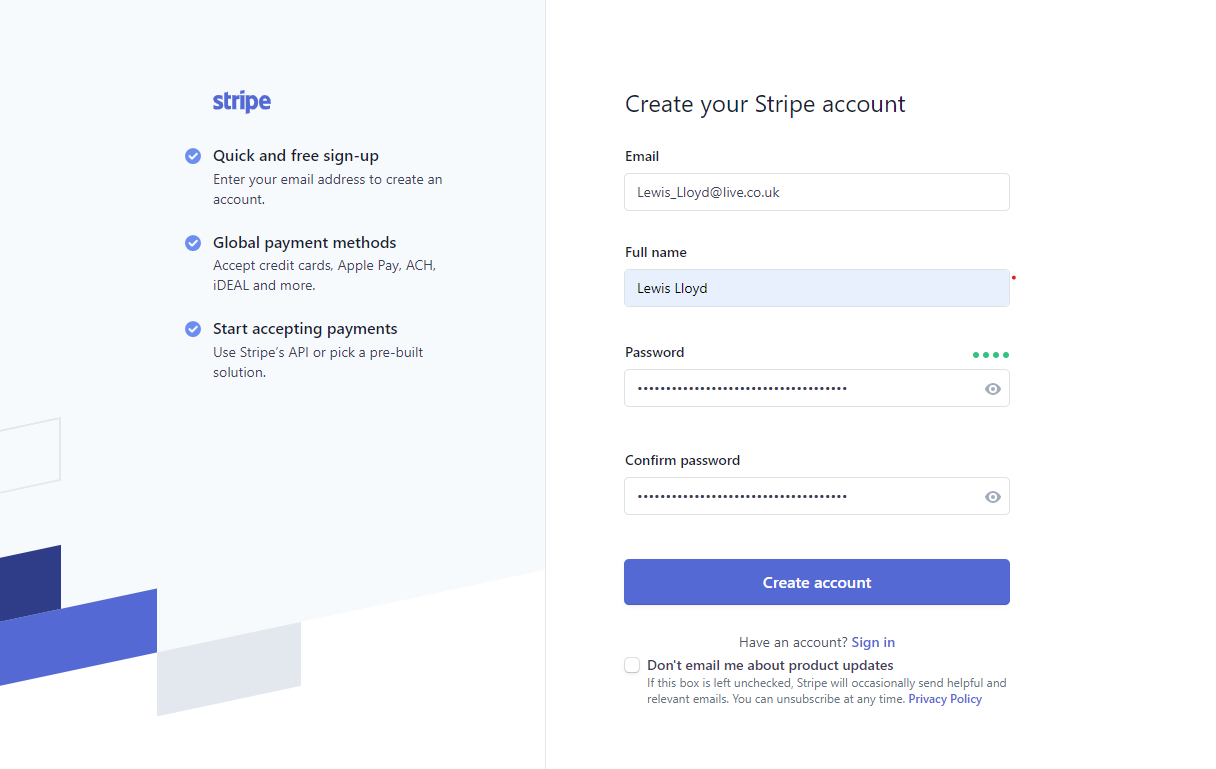 stripe
Quick and free sign-up
Enter your email address to create an
account.
Global payment methods
Accept credit cards, Apple Pay, ACH,
iDEAL and more.
Start accepting payments
Use Stripe’s API or pick a pre-built
solution.
Create your Stripe account
Email
Lewis_Lloyd@live.co.uk
Full name
Lewis Lloyd
Password
Confirm password
Create account
Have an account? Sign in
Don't email me about product updates
If this box is left unchecked, Stripe will occasionally send helpful and
relevant emails. You can unsubscribe at any time. Privacy Policy